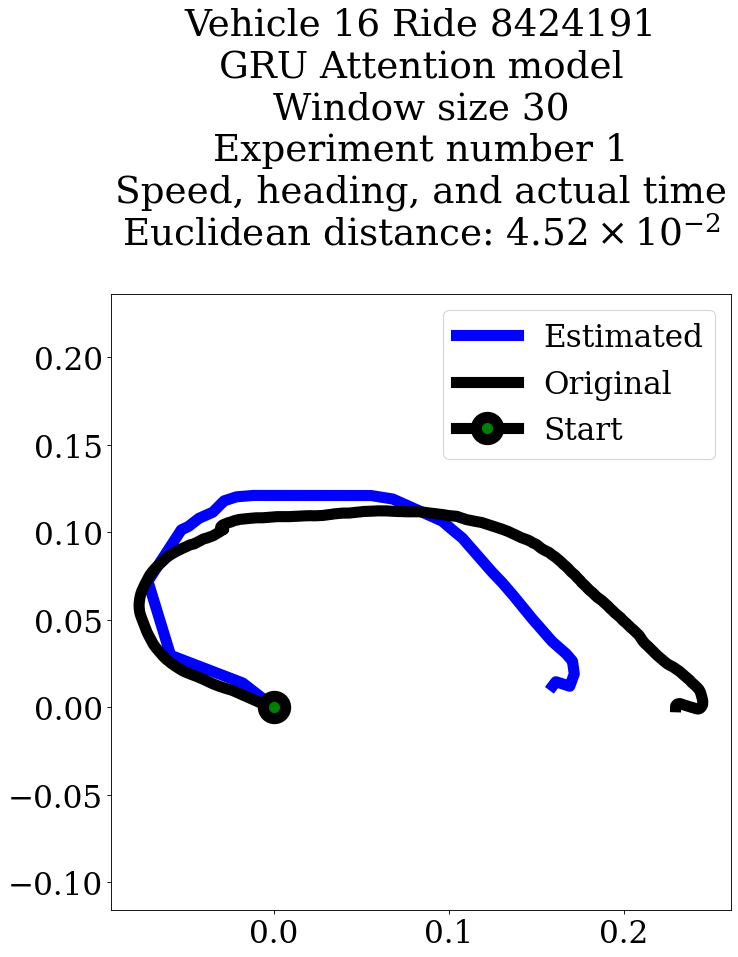 Vehicle 16 Ride 8424191
GRU Attention model
Window size 30
Experiment number 1
Speed, heading, and actual time
Euclidean distance: 4.52 × 10⁻²
Estimated
Original
Start
0.20
0.15
0.10
0.05
0.00
−0.05
−0.10
0.0 0.1 0.2